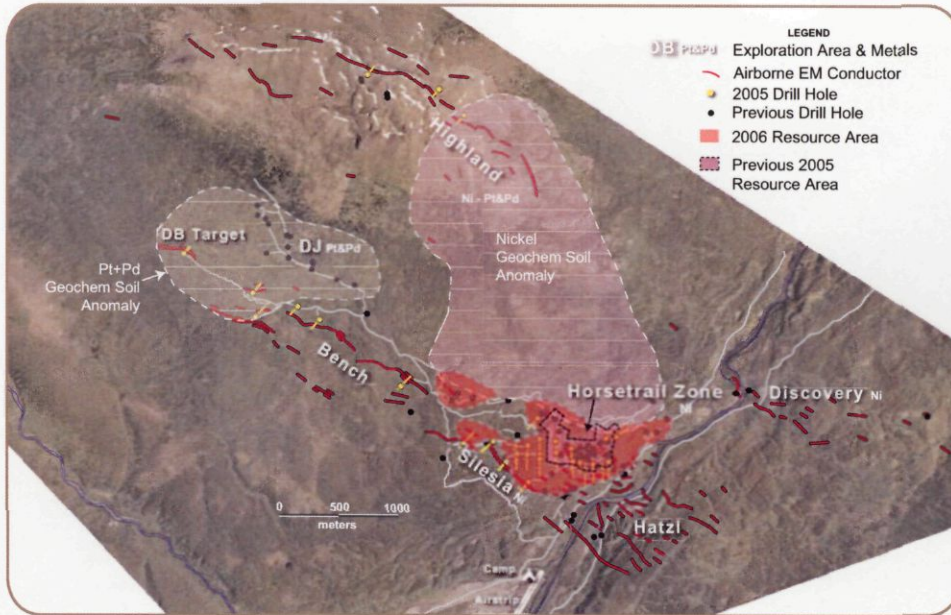 LEGEND
DB Pt&Pd Exploration Area & Metals
Airborne EM Conductor
2005 Drill Hole
Previous Drill Hole
2006 Resource Area
Previous 2005
Resource Area
Highland
Ni - Pt&Pd
Nickel
Geochem Soil
Anomaly
DB Target
DJ Pt&Pd
Pt+Pd
Geochem Soil
Anomaly
Bench
Horsetrail Zone
Ni
Discovery Ni
Silesia Ni
0 500 1000
meters
Hatzl
Camp
Airstrip